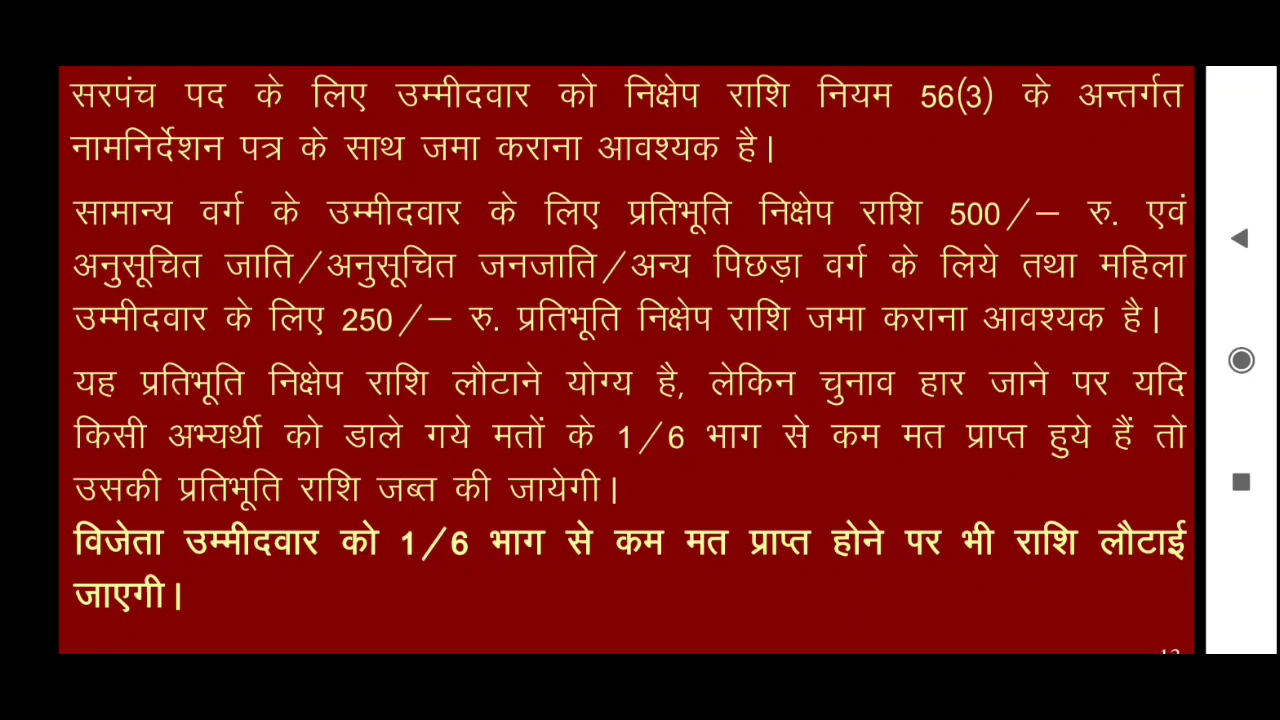 सरपंच पद के लिए उम्मीदवार को निक्षेप राशि नियम 56(3) के अन्तर्गत
नामनिर्देशन पत्र के साथ जमा कराना आवश्यक है।
सामान्य वर्ग के उम्मीदवार के लिए प्रतिभूति निक्षेप राशि 500/– रु. एवं
अनुसूचित जाति/अनुसूचित जनजाति/अन्य पिछड़ा वर्ग के लिये तथा महिला
उम्मीदवार के लिए 250/– रु. प्रतिभूति निक्षेप राशि जमा कराना आवश्यक है।
यह प्रतिभूति निक्षेप राशि लौटाने योग्य है, लेकिन चुनाव हार जाने पर यदि
किसी अभ्यर्थी को डाले गये मतों के 1/6 भाग से कम मत प्राप्त हुये हैं तो
उसकी प्रतिभूति राशि जब्त की जायेगी।
विजेता उम्मीदवार को 1/6 भाग से कम मत प्राप्त होने पर भी राशि लौटाई
जाएगी।